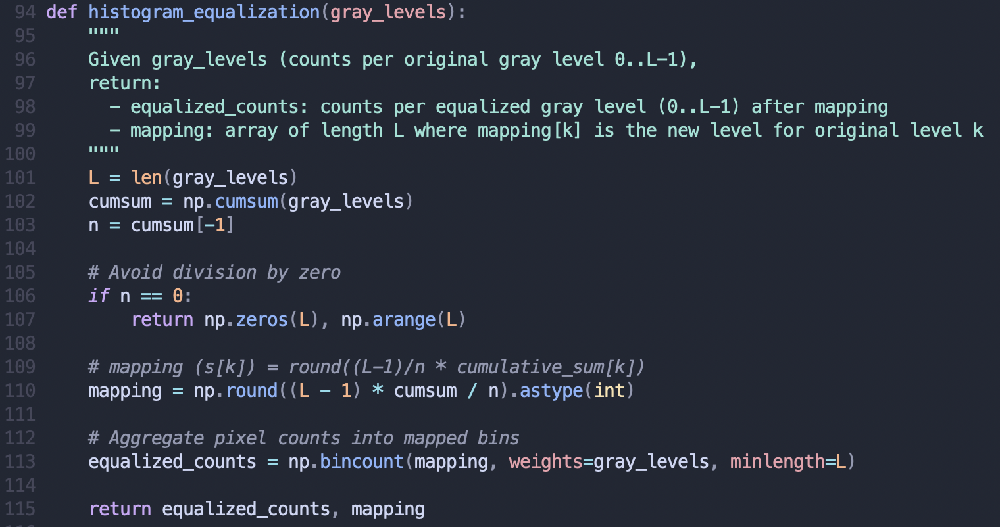 94 def histogram_equalization(gray_levels):
95     """
96     Given gray_levels (counts per original gray level 0..L-1),
97     return:
98       - equalized_counts: counts per equalized gray level (0..L-1) after mapping
99       - mapping: array of length L where mapping[k] is the new level for original level k
100     """
101     L = len(gray_levels)
102     cumsum = np.cumsum(gray_levels)
103     n = cumsum[-1]
104
105     # Avoid division by zero
106     if n == 0:
107         return np.zeros(L), np.arange(L)
108
109     # mapping (s[k]) = round((L-1)/n * cumulative_sum[k])
110     mapping = np.round((L - 1) * cumsum / n).astype(int)
111
112     # Aggregate pixel counts into mapped bins
113     equalized_counts = np.bincount(mapping, weights=gray_levels, minlength=L)
114
115     return equalized_counts, mapping